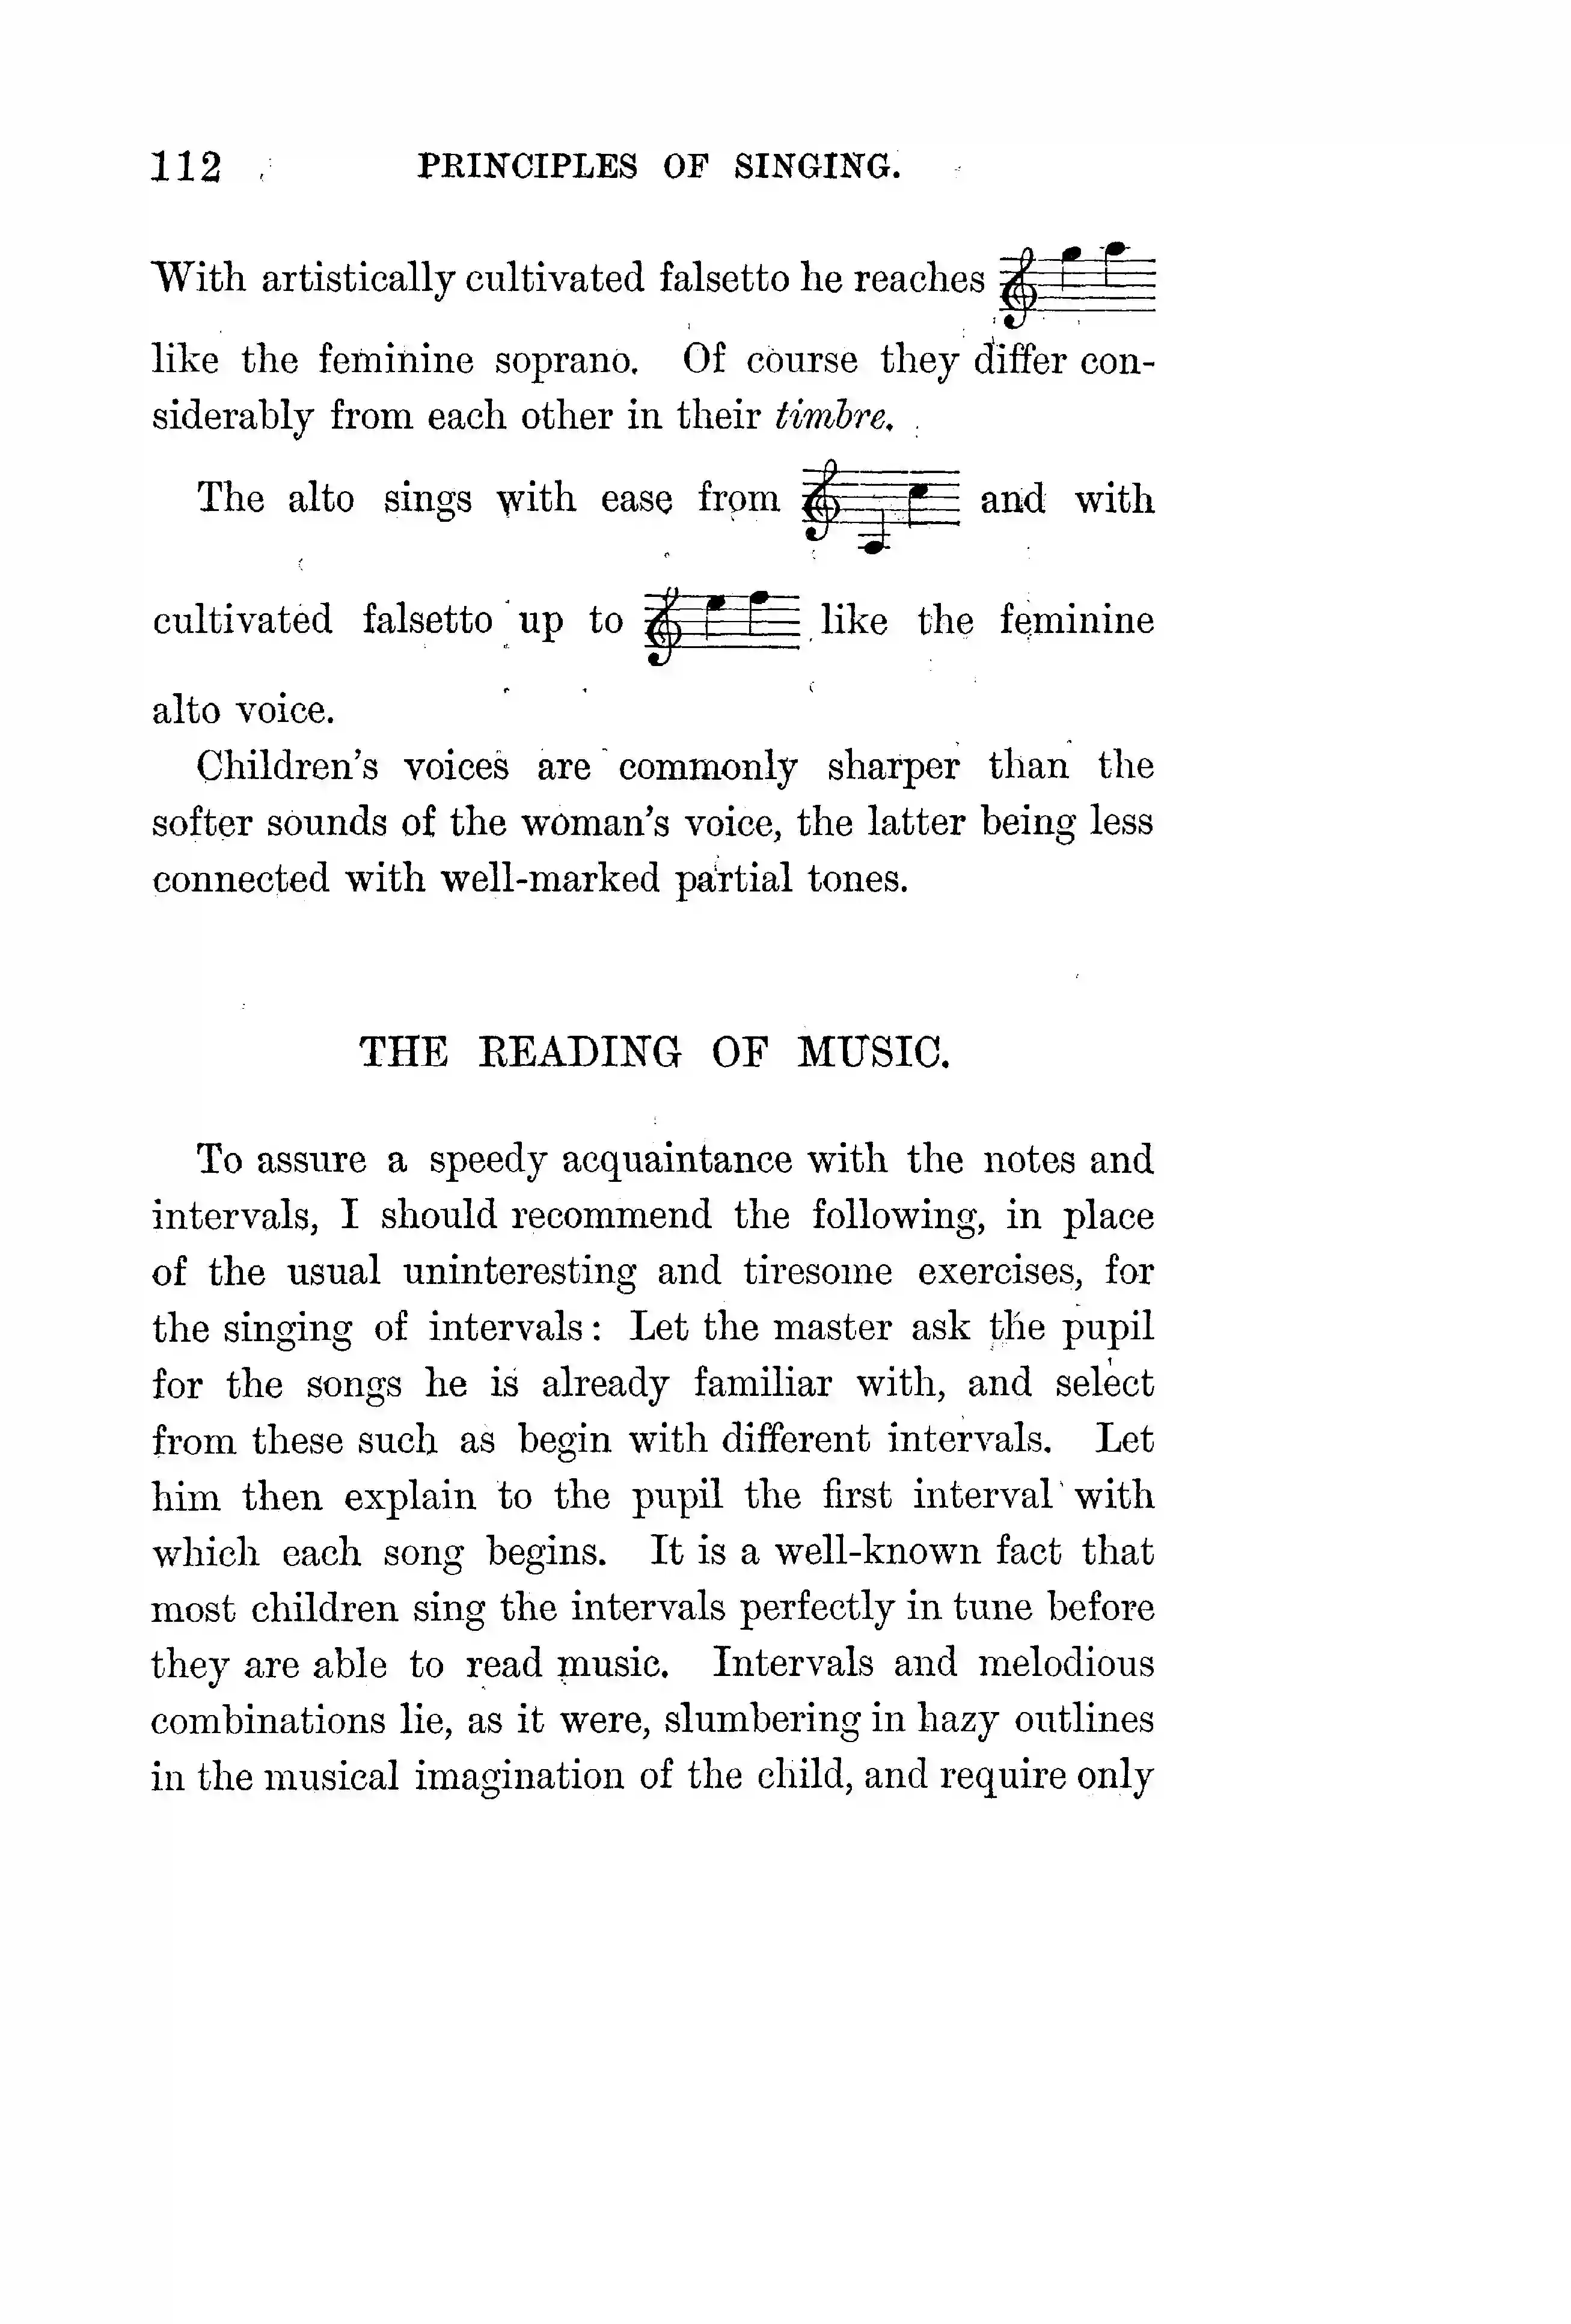 112 PRINCIPLES OF SINGING.
With artistically cultivated falsetto he reaches
like the feminine soprano. Of course they differ con-
siderably from each other in their timbre.
The alto sings with ease from and with
cultivated falsetto up to like the feminine
alto voice.
Children's voices are commonly sharper than the
softer sounds of the woman's voice, the latter being less
connected with well-marked partial tones.
THE READING OF MUSIC.
To assure a speedy acquaintance with the notes and
intervals, I should recommend the following, in place
of the usual uninteresting and tiresome exercises, for
the singing of intervals: Let the master ask the pupil
for the songs he is already familiar with, and select
from these such as begin with different intervals. Let
him then explain to the pupil the first interval with
which each song begins. It is a well-known fact that
most children sing the intervals perfectly in tune before
they are able to read music. Intervals and melodious
combinations lie, as it were, slumbering in hazy outlines
in the musical imagination of the child, and require only